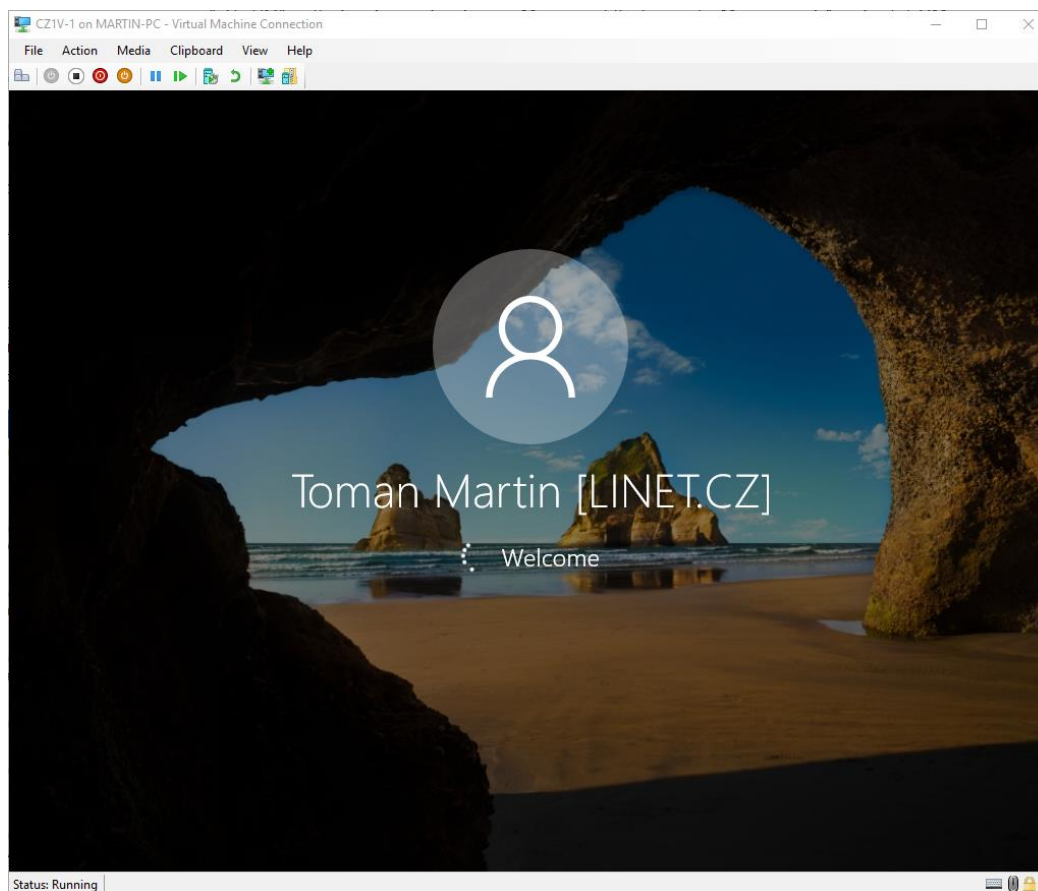 CZ1V-1 on MARTIN-PC - Virtual Machine Connection
File Action Media Clipboard View Help
Toman Martin [LINET.CZ]
Welcome
Status: Running